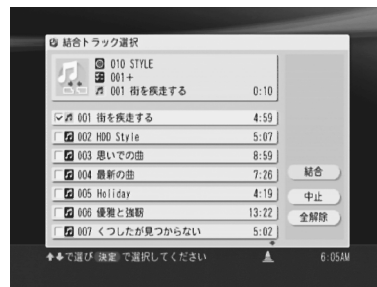 結合トラック選択
010 STYLE
001+
001 街を疾走する 0:10
001 街を疾走する 4:59
002 HDD Style 5:07
003 思いでの曲 8:59
004 最新の曲 7:26
005 Holiday 4:19
006 優雅と強靭 13:22
007 くつしたが見つからない 5:02
結合
中止
全解除
で選び 決定 で選択してください 6:05AM